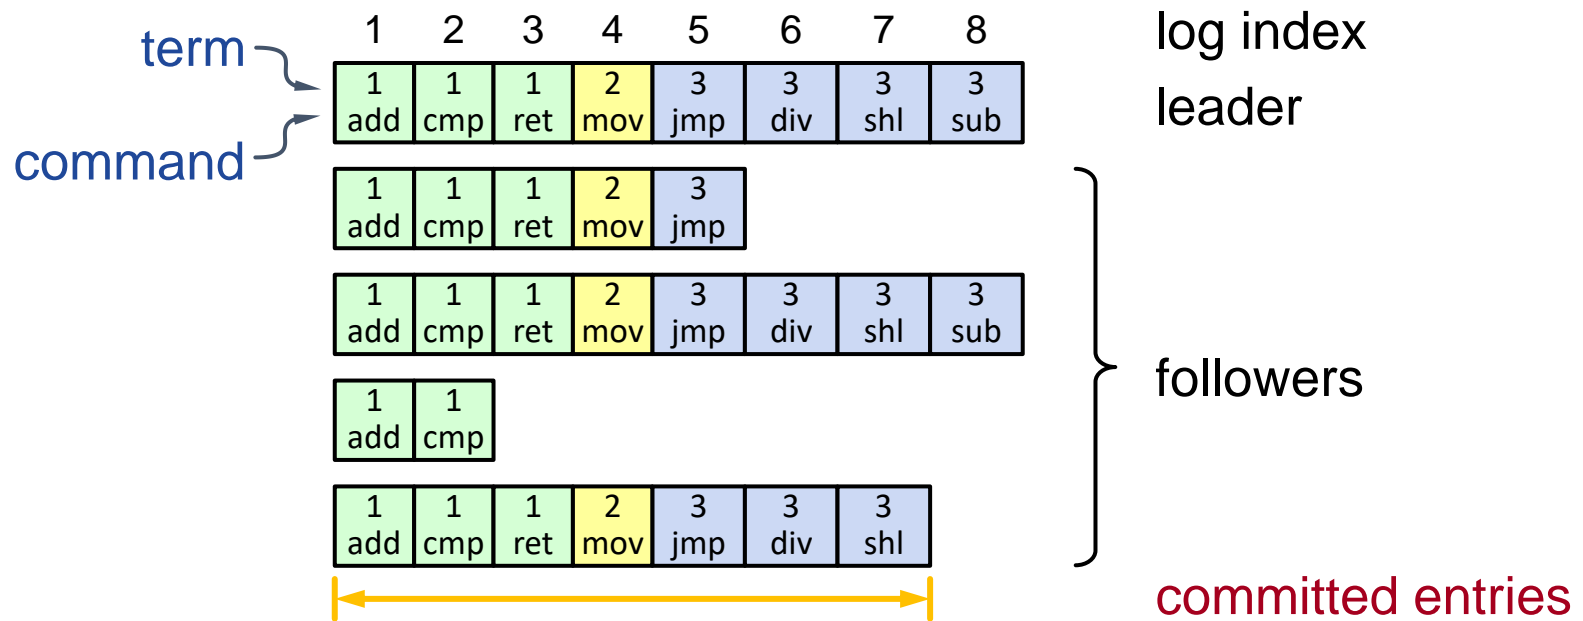 1 2 3 4 5 6 7 8 log index
term
1 1 1 2 3 3 3 3
add cmp ret mov jmp div shl sub
leader
command
1 1 1 2 3
add cmp ret mov jmp
1 1 1 2 3 3 3 3
add cmp ret mov jmp div shl sub
followers
1 1
add cmp
1 1 1 2 3 3 3
add cmp ret mov jmp div shl
committed entries